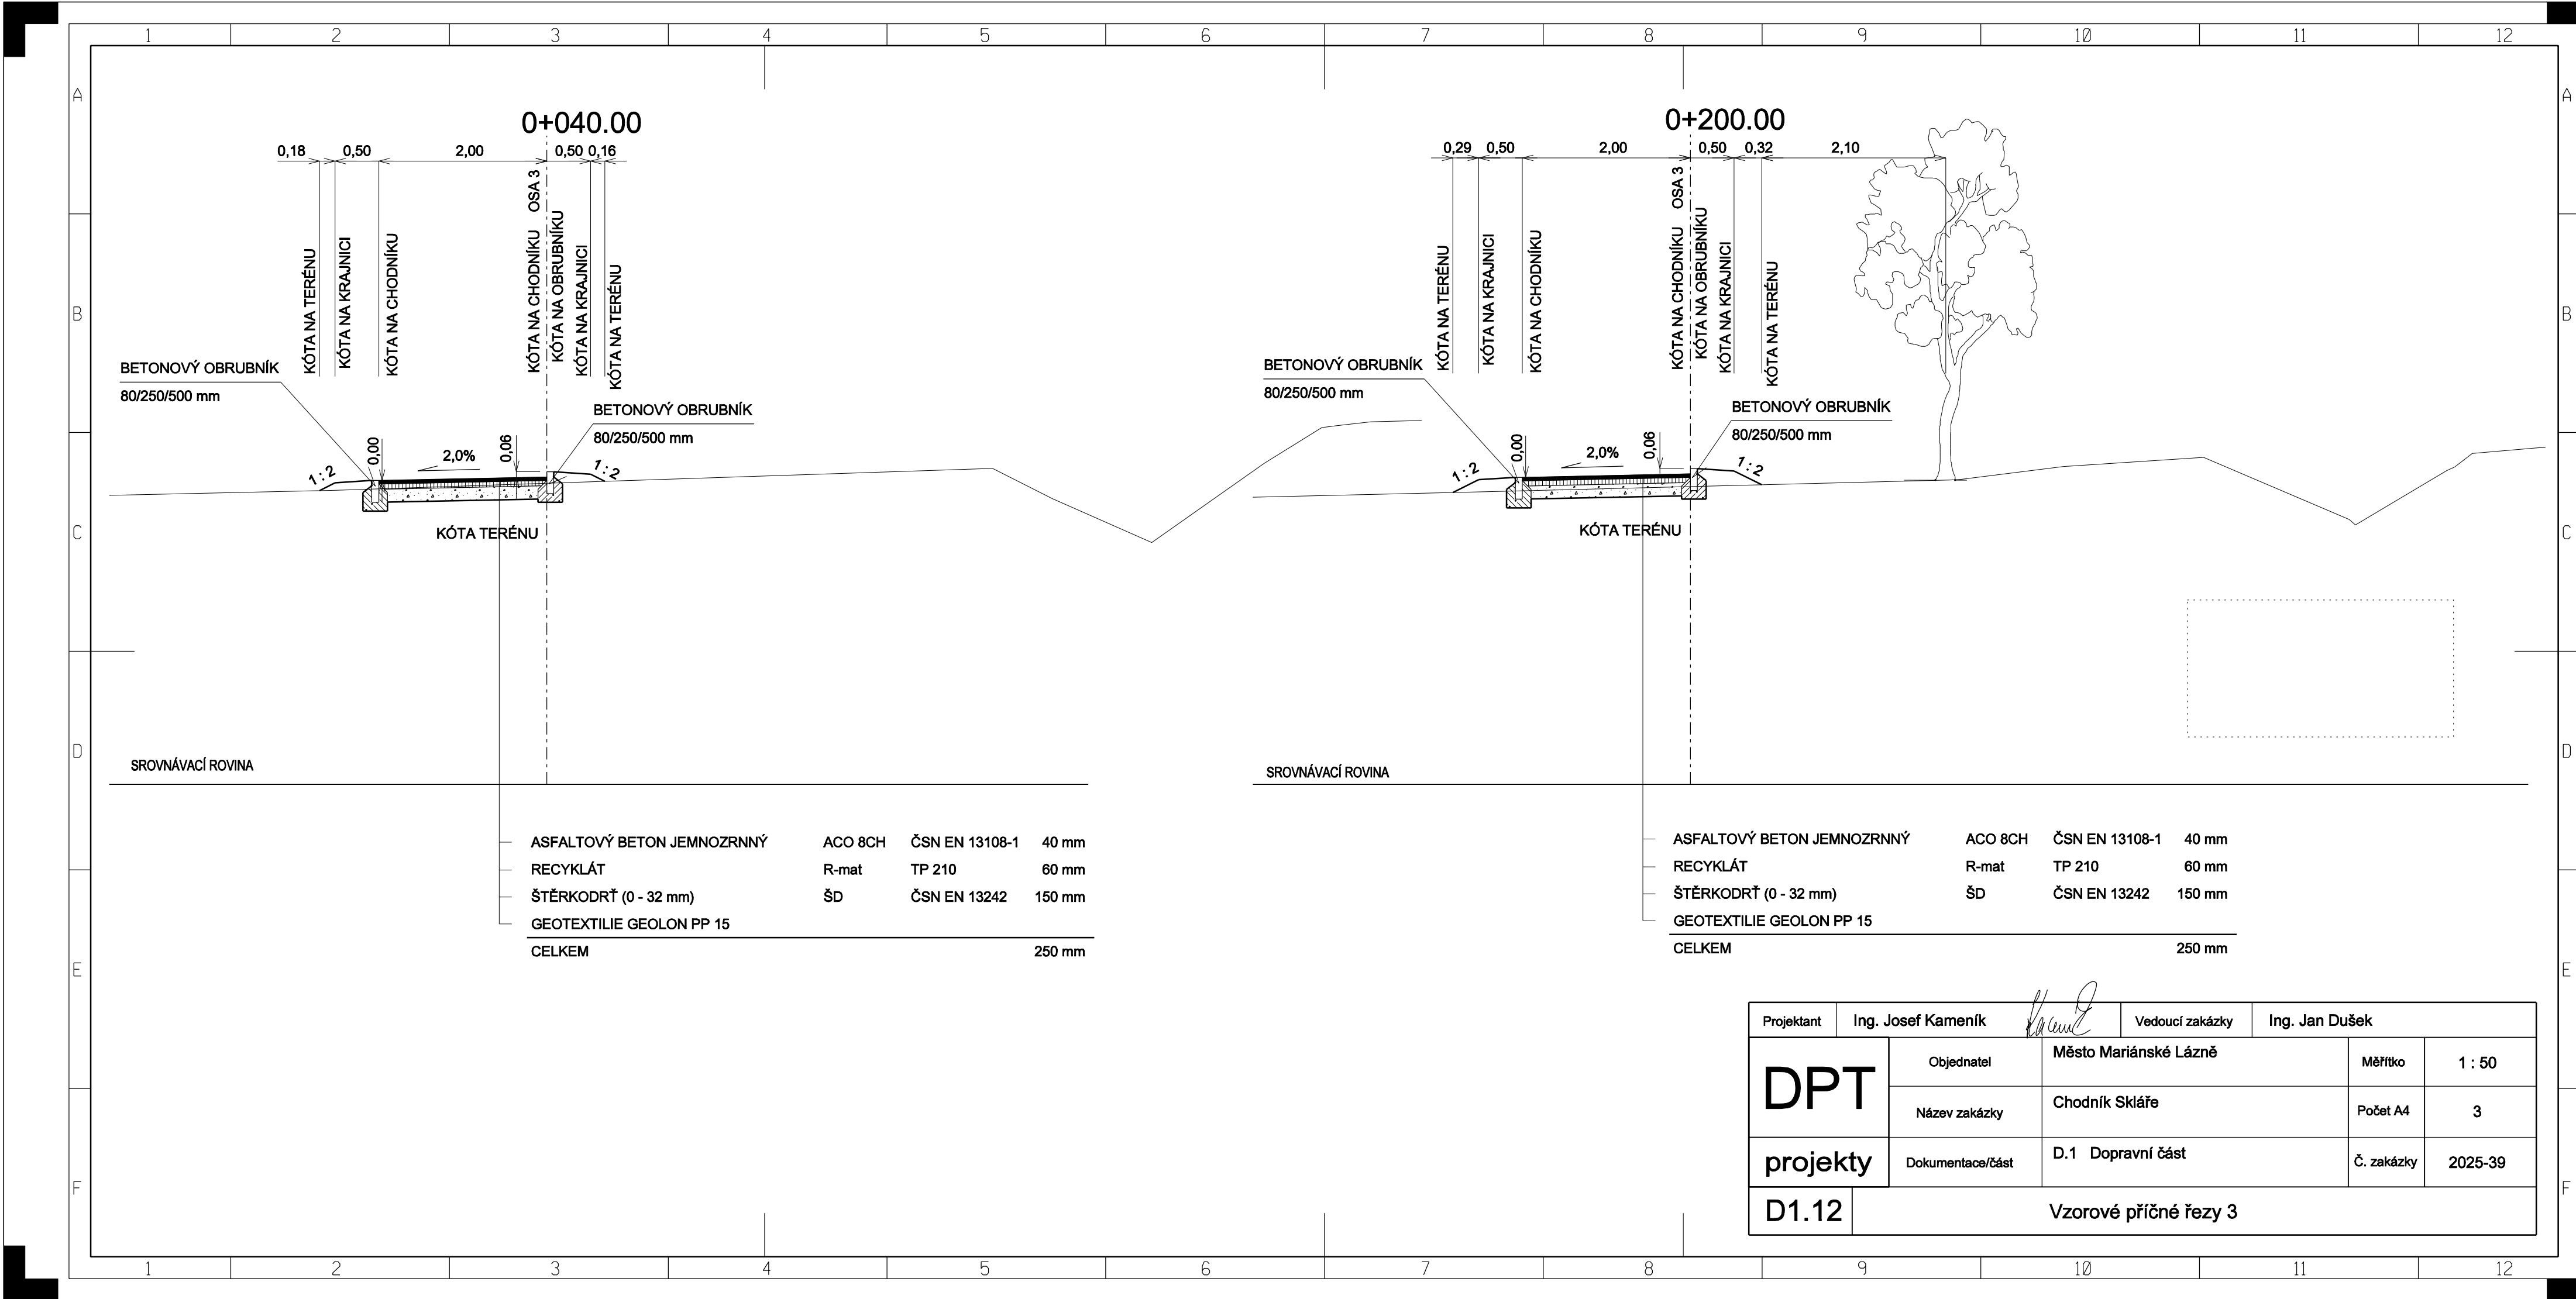 1 2 3 4 5 6 7 8 9 10 11 12
A A
B B
C C
D D
E E
F F
0+040.00
0,18 0,50 2,00 0,50 0,16
KÓTA NA TERÉNU
KÓTA NA KRAJNICI
KÓTA NA CHODNÍKU
KÓTA NA CHODNÍKU OSA 3
KÓTA NA OBRUBNÍKU
KÓTA NA KRAJNICI
KÓTA NA TERÉNU
BETONOVÝ OBRUBNÍK
80/250/500 mm
BETONOVÝ OBRUBNÍK
80/250/500 mm
1 : 2
0,00
2,0%
0,06
1 : 2
KÓTA TERÉNU
SROVNÁVACÍ ROVINA
ASFALTOVÝ BETON JEMNOZRNNÝ ACO 8CH ČSN EN 13108-1 40 mm
RECYKLÁT R-mat TP 210 60 mm
ŠTĚRKODRŤ (0 - 32 mm) ŠD ČSN EN 13242 150 mm
GEOTEXTILIE GEOLON PP 15
CELKEM 250 mm
0+200.00
0,29 0,50 2,00 0,50 0,32 2,10
KÓTA NA TERÉNU
KÓTA NA KRAJNICI
KÓTA NA CHODNÍKU
KÓTA NA CHODNÍKU OSA 3
KÓTA NA OBRUBNÍKU
KÓTA NA KRAJNICI
KÓTA NA TERÉNU
BETONOVÝ OBRUBNÍK
80/250/500 mm
BETONOVÝ OBRUBNÍK
80/250/500 mm
1 : 2
0,00
2,0%
0,06
1 : 2
KÓTA TERÉNU
SROVNÁVACÍ ROVINA
ASFALTOVÝ BETON JEMNOZRNNÝ ACO 8CH ČSN EN 13108-1 40 mm
RECYKLÁT R-mat TP 210 60 mm
ŠTĚRKODRŤ (0 - 32 mm) ŠD ČSN EN 13242 150 mm
GEOTEXTILIE GEOLON PP 15
CELKEM 250 mm
Projektant Ing. Josef Kameník Vedoucí zakázky Ing. Jan Dušek
DPT
projekty
Objednatel Město Mariánské Lázně Měřítko 1 : 50
Název zakázky Chodník Skláře Počet A4 3
Dokumentace/část D.1 Dopravní část Č. zakázky 2025-39
D1.12 Vzorové příčné řezy 3
1 2 3 4 5 6 7 8 9 10 11 12